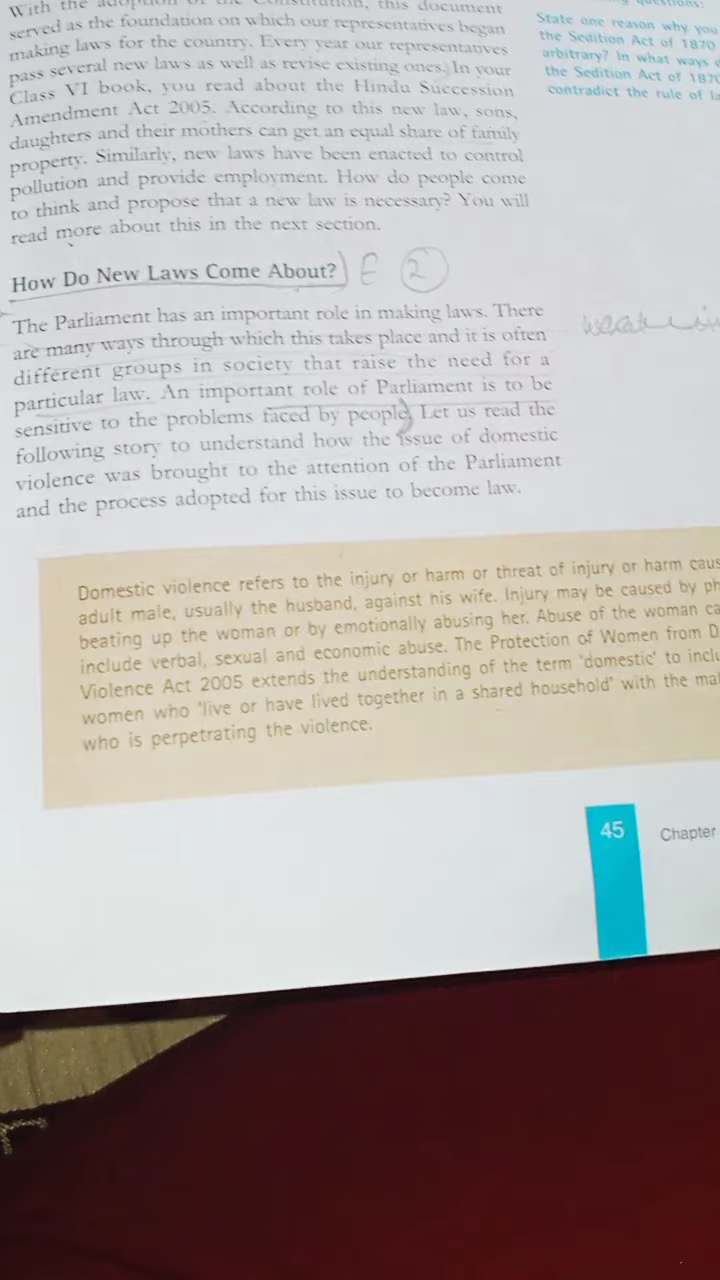 With the adoption of the Constitution, this document
served as the foundation on which our representatives began
making laws for the country. Every year our representatives
pass several new laws as well as revise existing ones. In your
Class VI book, you read about the Hindu Succession
Amendment Act 2005. According to this new law, sons,
daughters and their mothers can get an equal share of family
property. Similarly, new laws have been enacted to control
pollution and provide employment. How do people come
to think and propose that a new law is necessary? You will
read more about this in the next section.
questions:
State one reason why you
the Sedition Act of 1870
arbitrary? In what ways
the Sedition Act of 1870
contradict the rule of
How Do New Laws Come About? E 2
The Parliament has an important role in making laws. There
are many ways through which this takes place and it is often
different groups in society that raise the need for a
particular law. An important role of Parliament is to be
sensitive to the problems faced by people. Let us read the
following story to understand how the issue of domestic
violence was brought to the attention of the Parliament
and the process adopted for this issue to become law.
Domestic violence refers to the injury or harm or threat of injury or harm caus
adult male, usually the husband, against his wife. Injury may be caused by ph
beating up the woman or by emotionally abusing her. Abuse of the woman ca
include verbal, sexual and economic abuse. The Protection of Women from D
Violence Act 2005 extends the understanding of the term 'domestic' to inclu
women who 'live or have lived together in a shared household' with the mal
who is perpetrating the violence.
45 Chapter